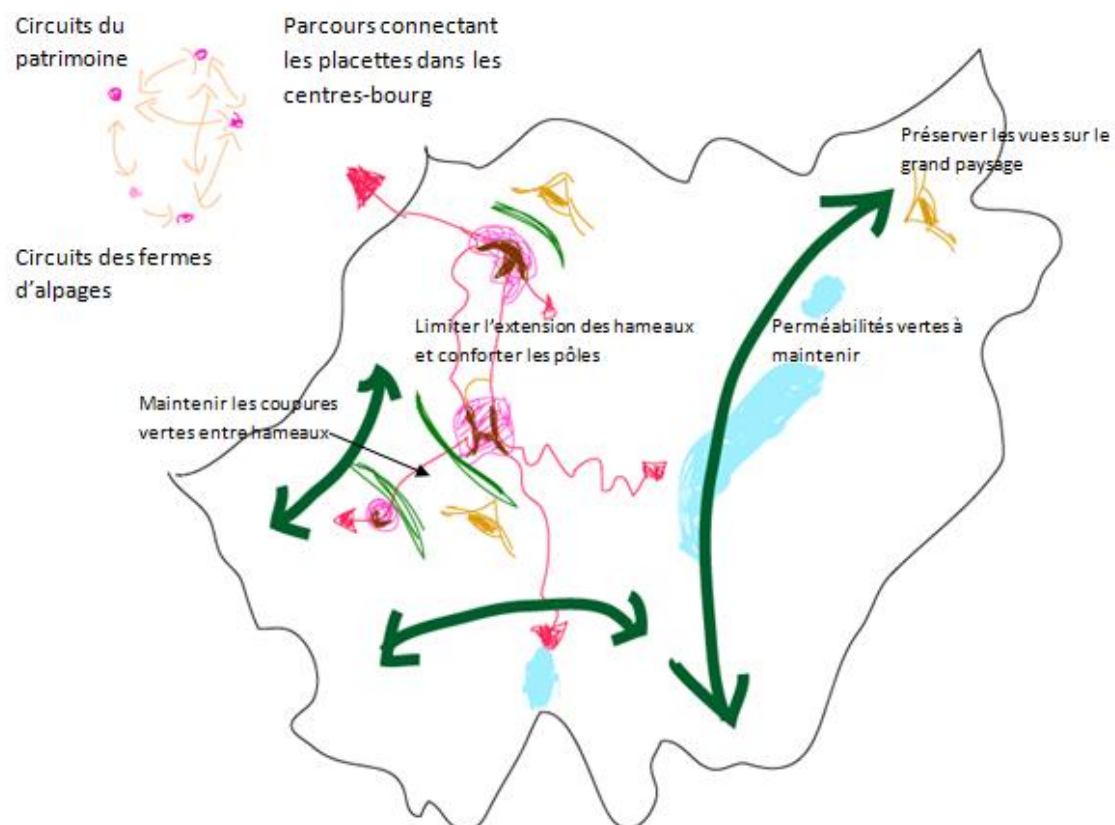 Circuits du
patrimoine
Parcours connectant
les placettes dans les
centres-bourg
Préserver les vues sur le
grand paysage
Circuits des fermes
d'alpages
Limiter l'extension des hameaux
et conforter les pôles
Perméabilités vertes à
maintenir
Maintenir les coupures
vertes entre hameaux